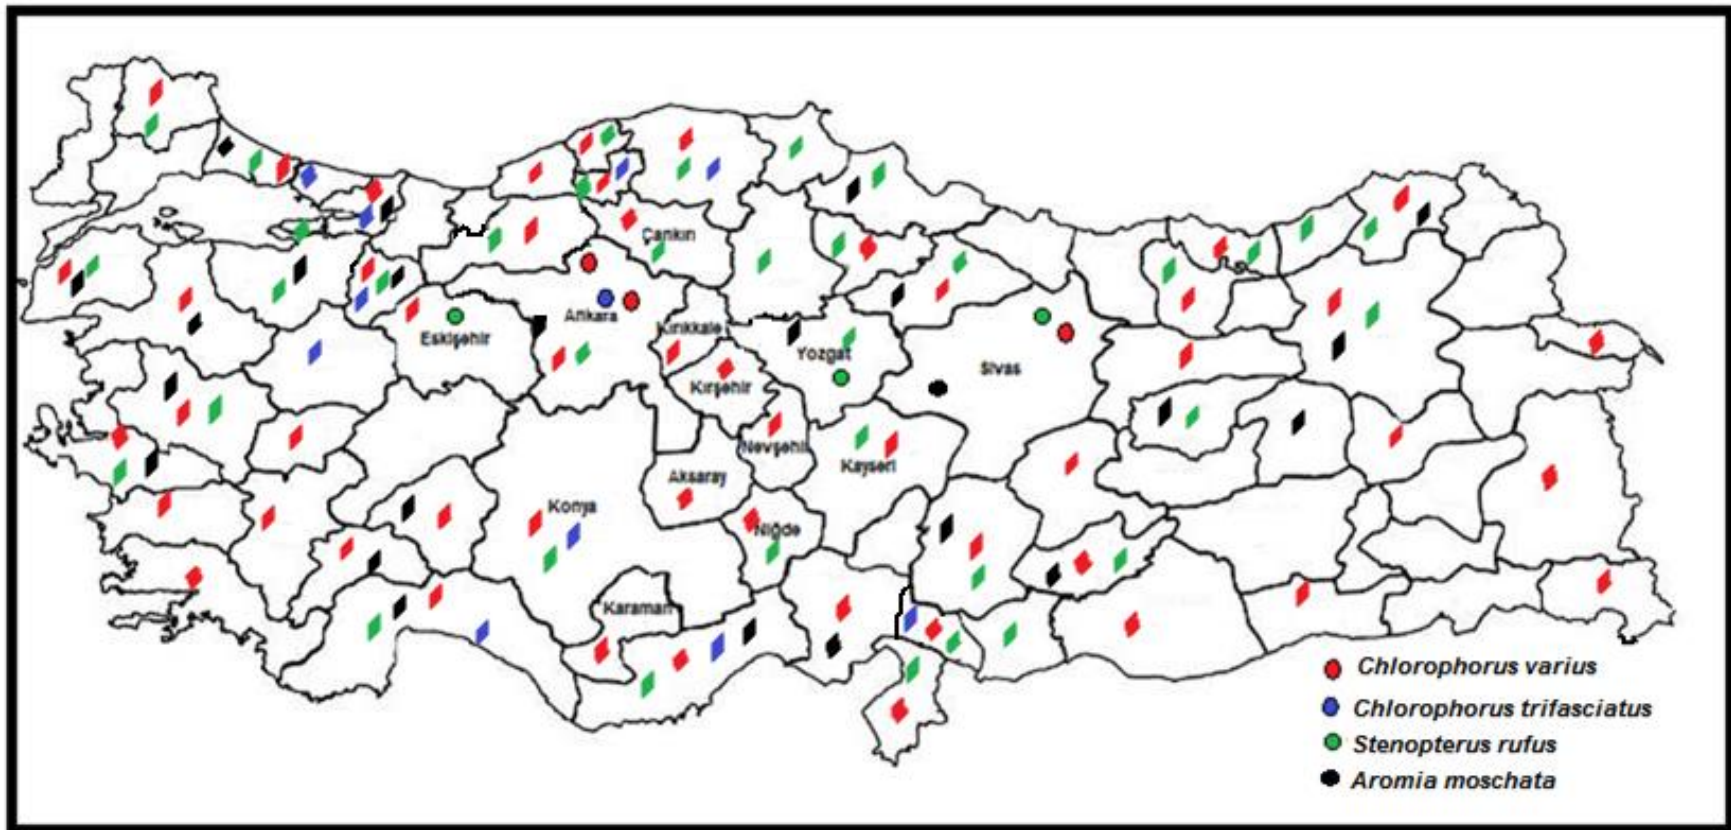 Çankırı
Ankara
Kırıkkale
Eskişehir
Yozgat
Sivas
Kırşehir
Nevşehir
Kayseri
Aksaray
Konya
Niğde
Karaman
Chlorophorus varius
Chlorophorus trifasciatus
Stenopterus rufus
Aromia moschata